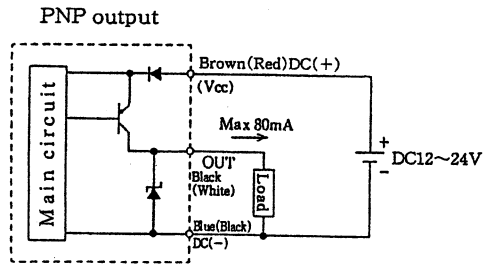 PNP output
Brown(Red)DC(+)
(Vcc)
Main circuit
Max 80mA
+
DC12～24V
−
OUT
Black
(White)
Load
Blue(Black)
DC(−)